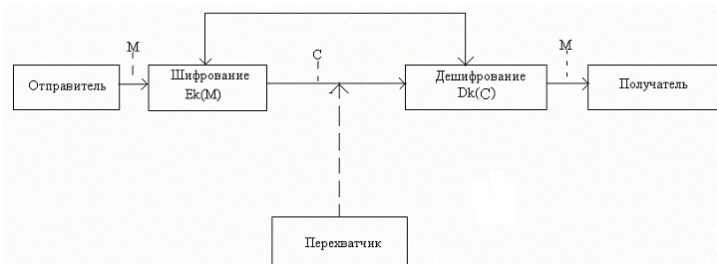 M
C
M
Отправитель
Шифрование
Ek(M)
Дешифрование
Dk(C)
Получатель
Перехватчик